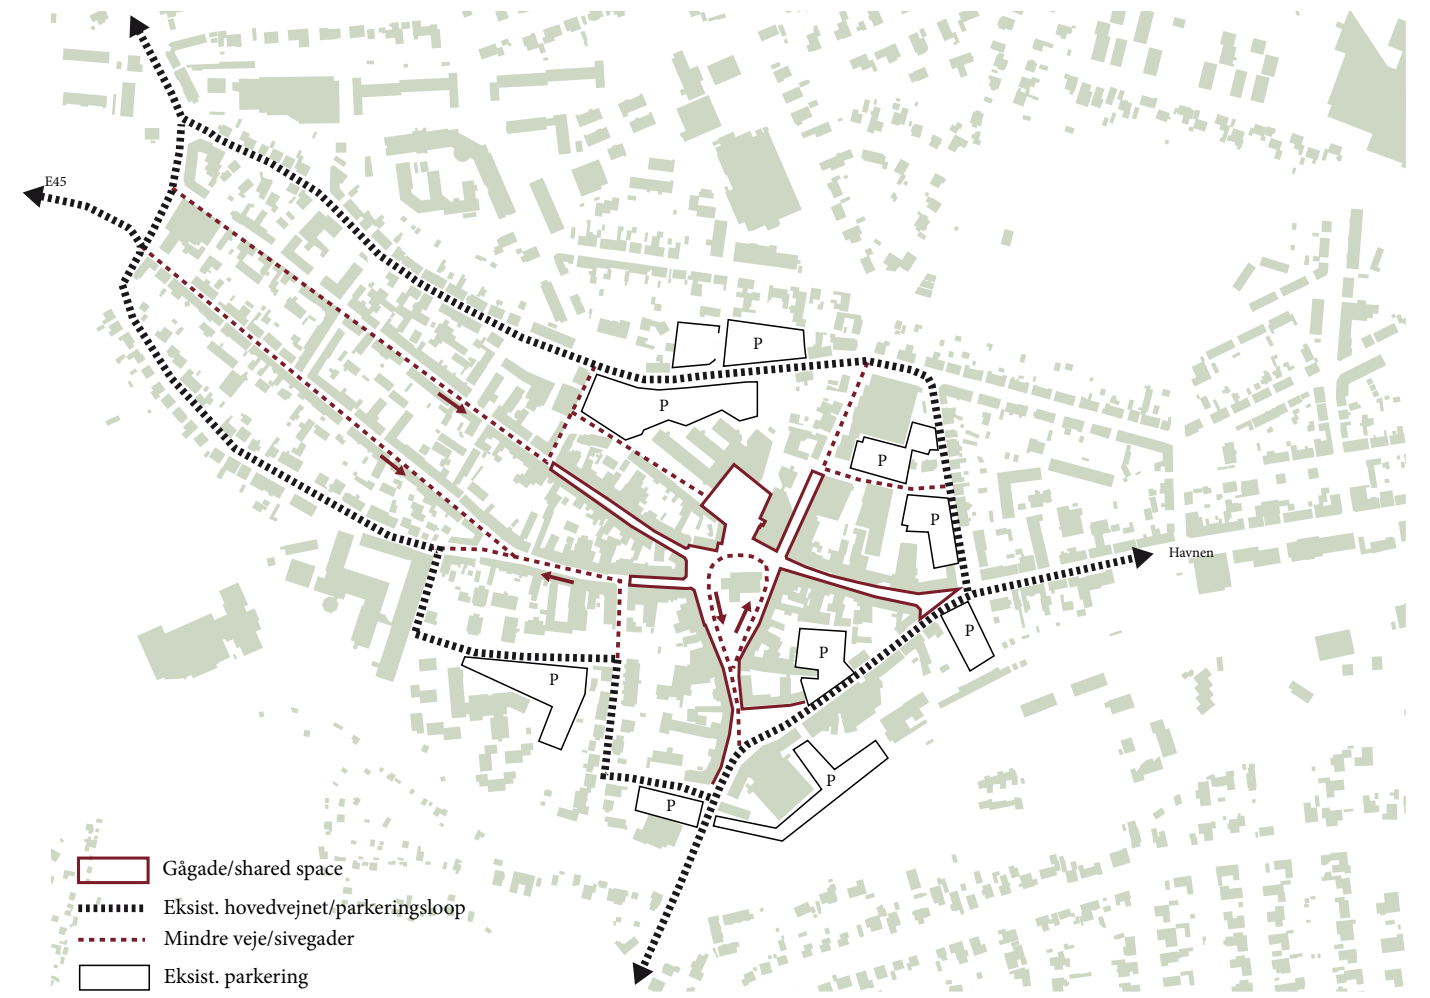 E45
P
P
P
P
Havnen
P
P
P
P
P
Gågade/shared space
Eksist. hovedvejnet/parkeringsloop
Mindre veje/sivegader
Eksist. parkering